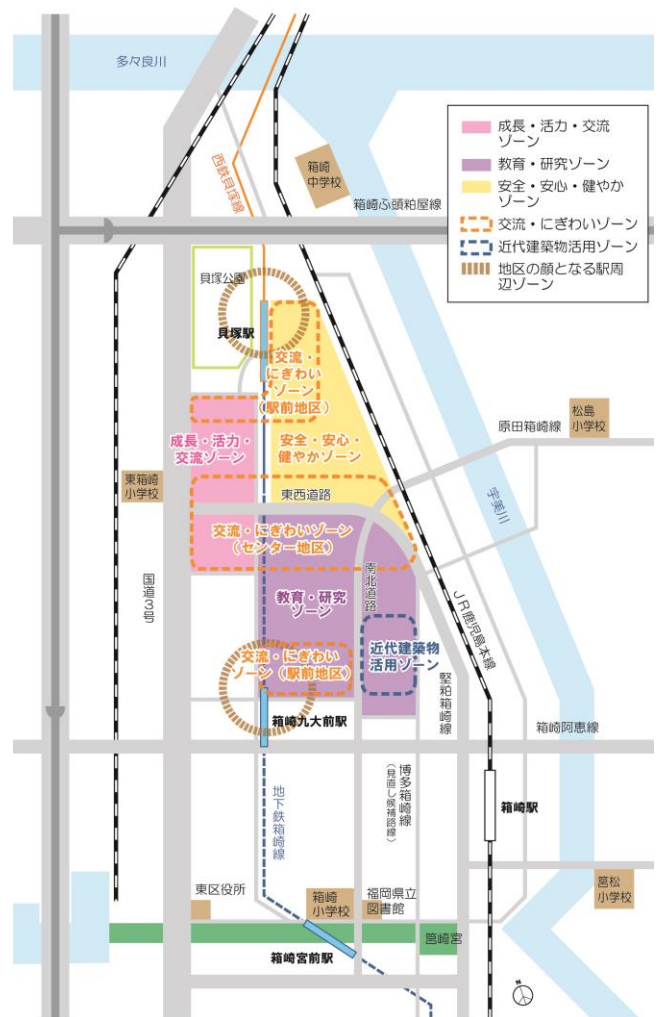 多々良川
西鉄貝塚線
箱崎
中学校
箱崎ふ頭粕屋線
成長・活力・交流
ゾーン
教育・研究ゾーン
安全・安心・健やか
ゾーン
交流・にぎわいゾーン
近代建築物活用ゾーン
地区の顔となる駅周
辺ゾーン
貝塚公園
貝塚駅
交流・
にぎわい
ゾーン
(駅前地区)
成長・活力・
交流ゾーン
安全・安心・
健やかゾーン
原田箱崎線
松島
小学校
東箱崎
小学校
東西道路
宇美川
交流・にぎわいゾーン
(センター地区)
国道3号
教育・研究
ゾーン
南北道路
JR鹿児島本線
近代建築物
活用ゾーン
交流・にぎわい
ゾーン(駅前地区)
堅粕箱崎線
箱崎九大前駅
箱崎阿恵線
地下鉄箱崎線
博多箱崎線
(見直し候補路線)
箱崎駅
東区役所
箱崎
小学校
福岡県立
図書館
筥松
小学校
筥崎宮
箱崎宮前駅
N